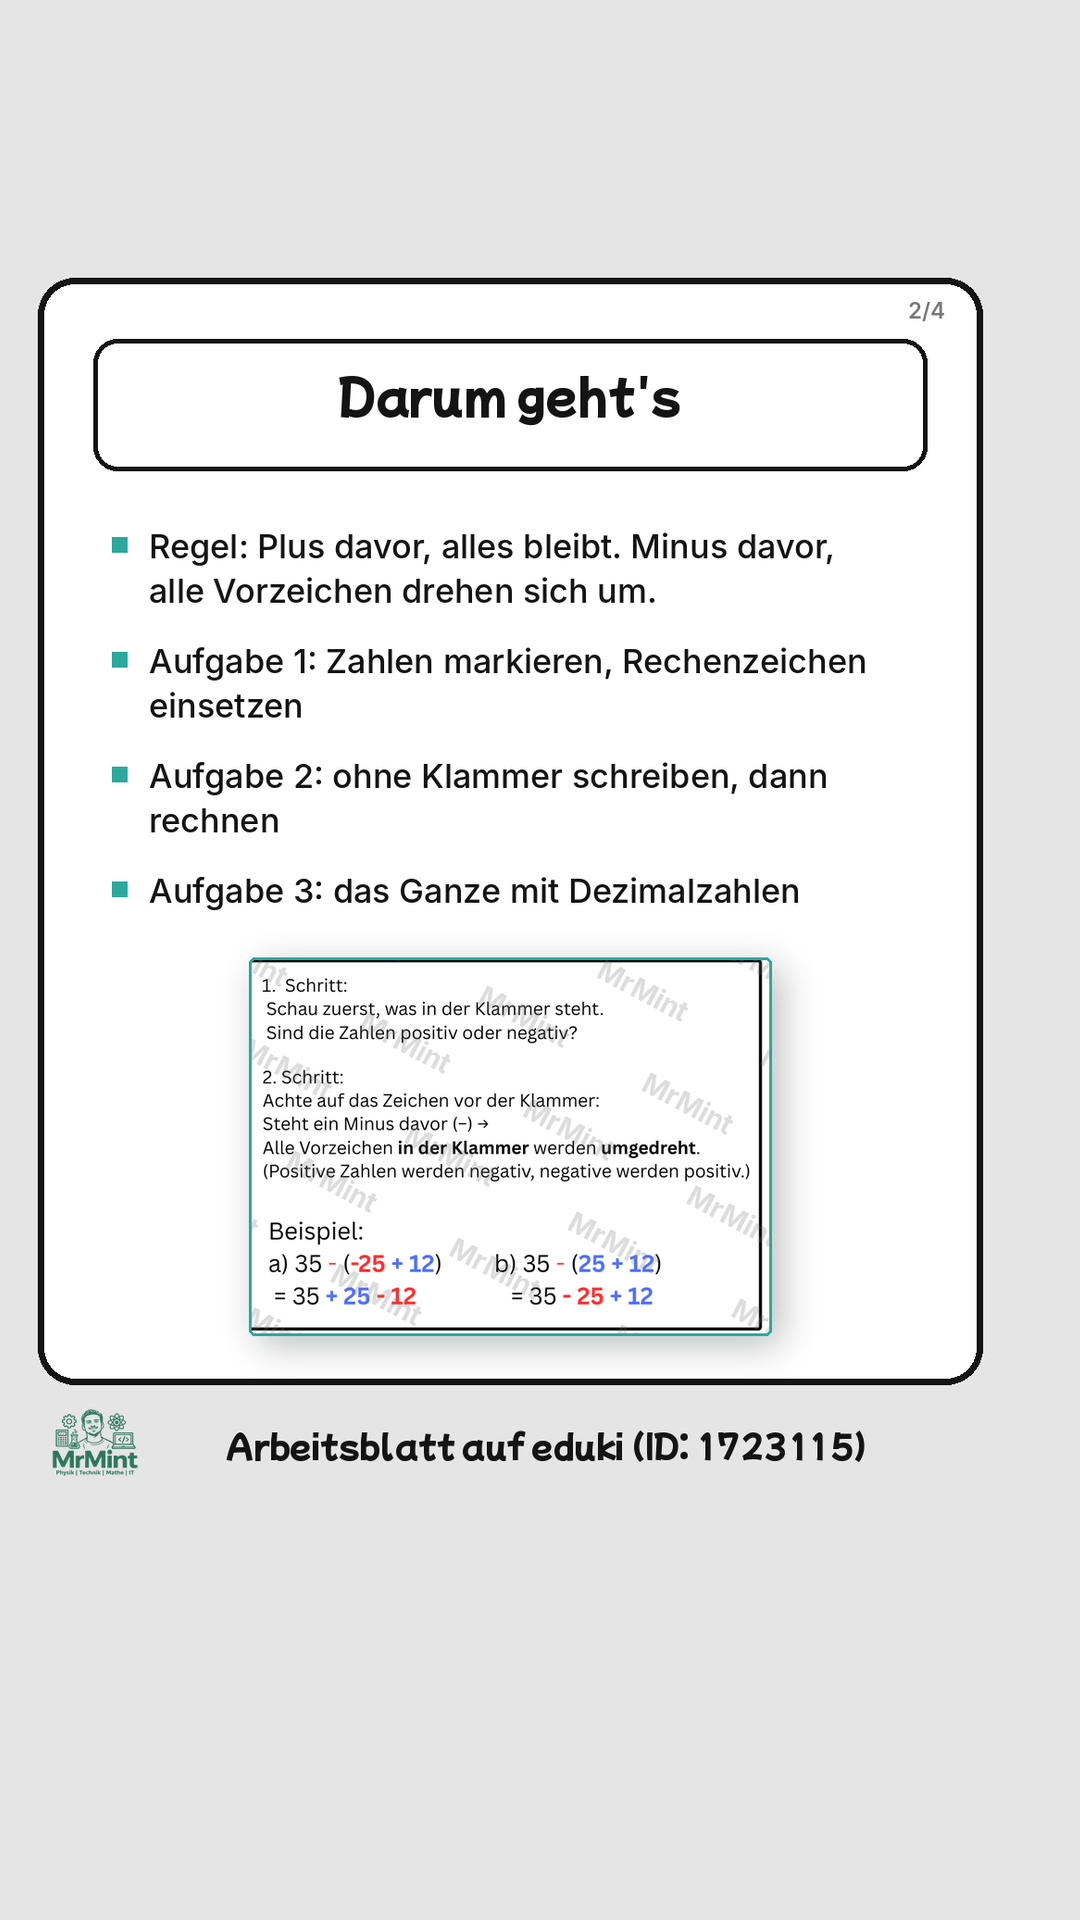 2/4
Darum geht's
Regel: Plus davor, alles bleibt. Minus davor,
alle Vorzeichen drehen sich um.
Aufgabe 1: Zahlen markieren, Rechenzeichen
einsetzen
Aufgabe 2: ohne Klammer schreiben, dann
rechnen
Aufgabe 3: das Ganze mit Dezimalzahlen
1. Schritt:
Schau zuerst, was in der Klammer steht.
Sind die Zahlen positiv oder negativ?
2. Schritt:
Achte auf das Zeichen vor der Klammer:
Steht ein Minus davor (–) →
Alle Vorzeichen in der Klammer werden umgedreht.
(Positive Zahlen werden negativ, negative werden positiv.)
Beispiel:
a) 35 - (-25 + 12) b) 35 - (25 + 12)
= 35 + 25 - 12 = 35 - 25 + 12
MrMint
Physik | Technik | Mathe | IT
Arbeitsblatt auf eduki (ID: 1723115)